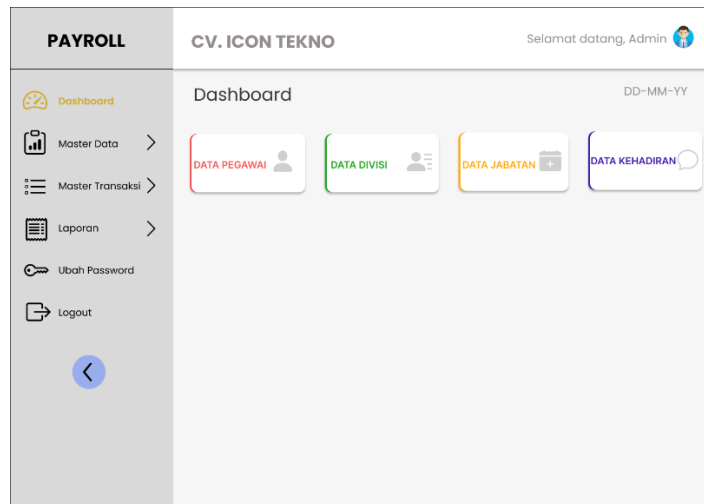 PAYROLL
CV. ICON TEKNO
Selamat datang, Admin
Dashboard
Master Data
Master Transaksi
Laporan
Ubah Password
Logout
Dashboard
DD-MM-YY
DATA PEGAWAI
DATA DIVISI
DATA JABATAN
DATA KEHADIRAN